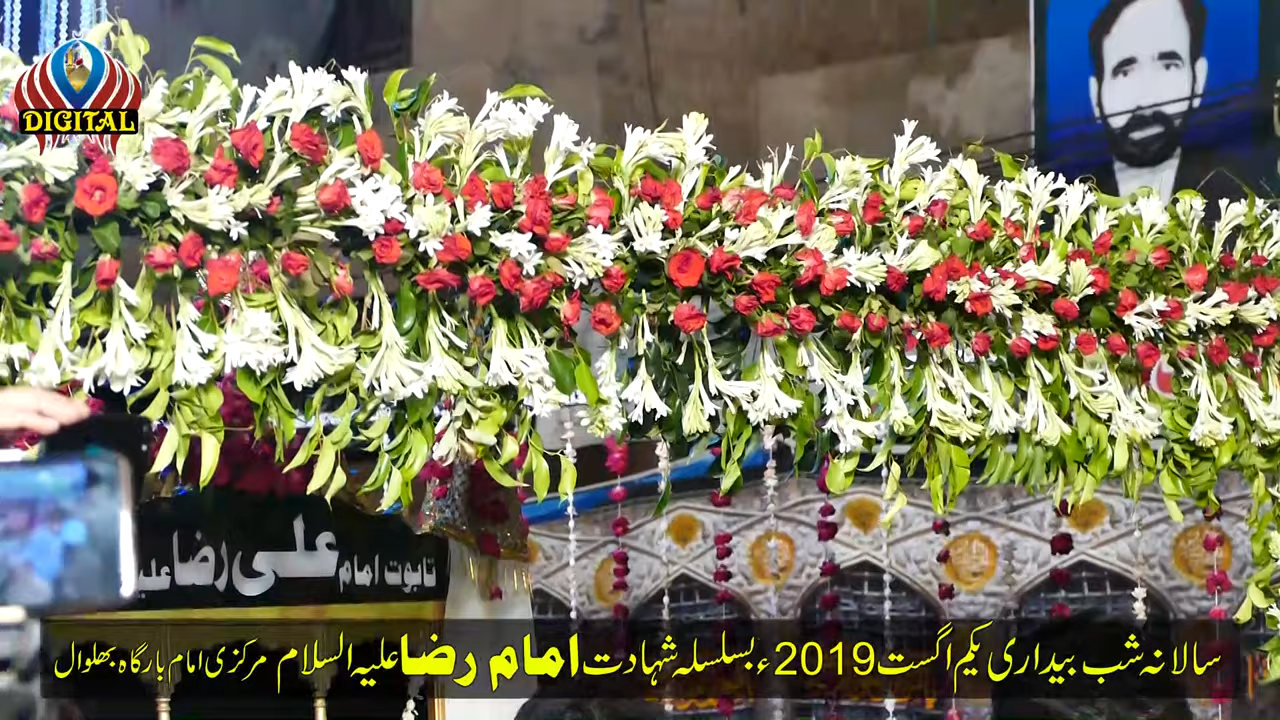 DIGITAL
تابوت امام علی رضا علیہ
سالانہ شب بیداری یکم اگست 2019ء بسلسلہ شہادت امام رضا علیہ السلام مرکزی امام بارگاہ بھلوال